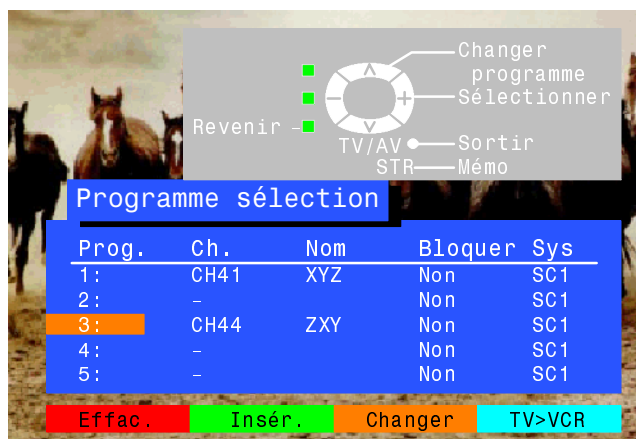 Changer
programme
Sélectionner
Revenir –
TV/AV Sortir
STR Mémo
Programme sélection
Prog. Ch. Nom Bloquer Sys
1: CH41 XYZ Non SC1
2: – Non SC1
3: CH44 ZXY Non SC1
4: – Non SC1
5: – Non SC1
Effac. Insér. Changer TV>VCR